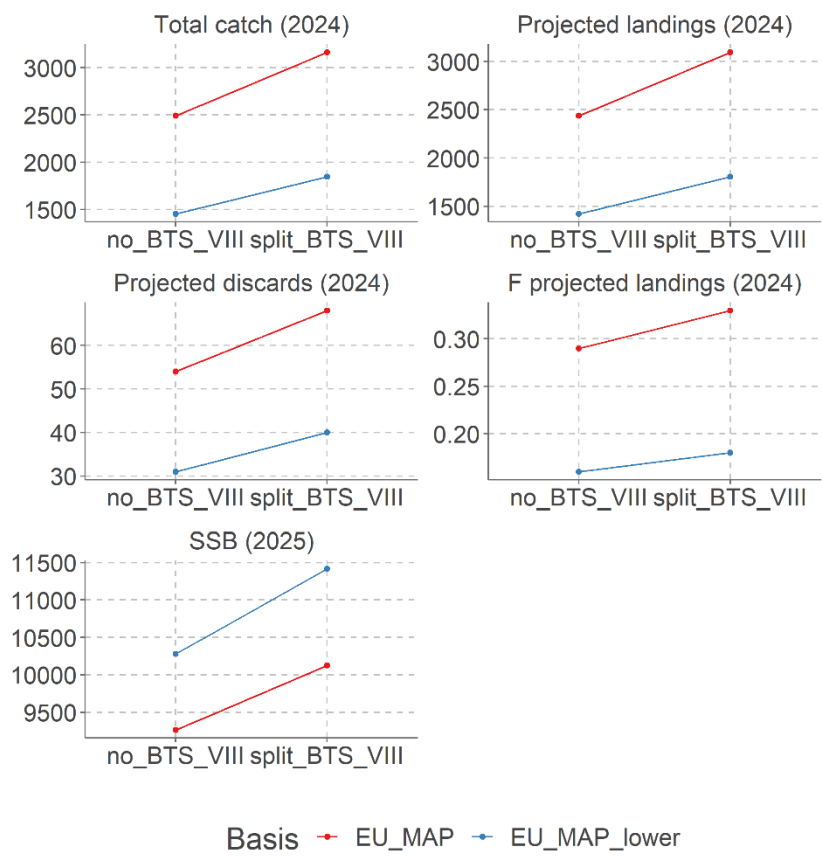 Total catch (2024)
3000
2500
2000
1500
no_BTS_VIII split_BTS_VIII
Projected landings (2024)
3000
2500
2000
1500
no_BTS_VIII split_BTS_VIII
Projected discards (2024)
60
50
40
30
no_BTS_VIII split_BTS_VIII
F projected landings (2024)
0.30
0.25
0.20
no_BTS_VIII split_BTS_VIII
SSB (2025)
11500
11000
10500
10000
9500
no_BTS_VIII split_BTS_VIII
Basis EU_MAP EU_MAP_lower